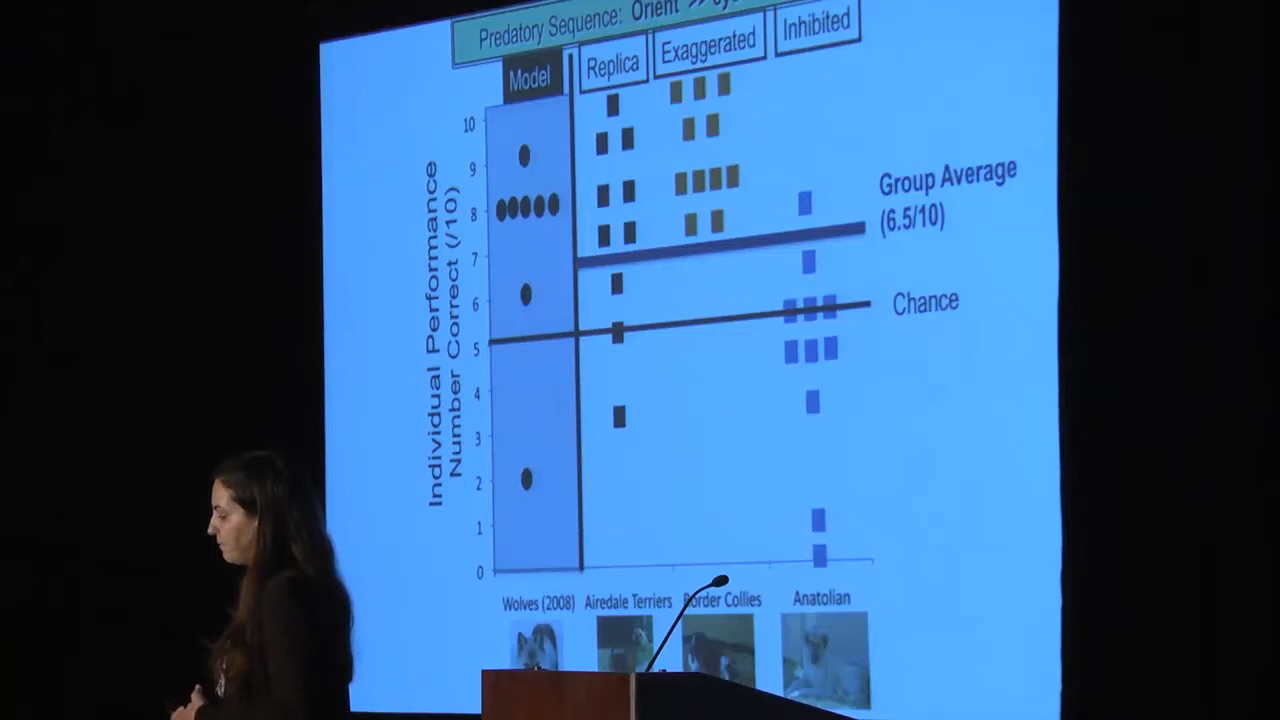 Predatory Sequence: Orient >>
Model
Replica
Exaggerated
Inhibited
Individual Performance
Number Correct (/10)
10
9
8
7
6
5
4
3
2
1
0
Group Average
(6.5/10)
Chance
Wolves (2008)
Airedale Terriers
Border Collies
Anatolian